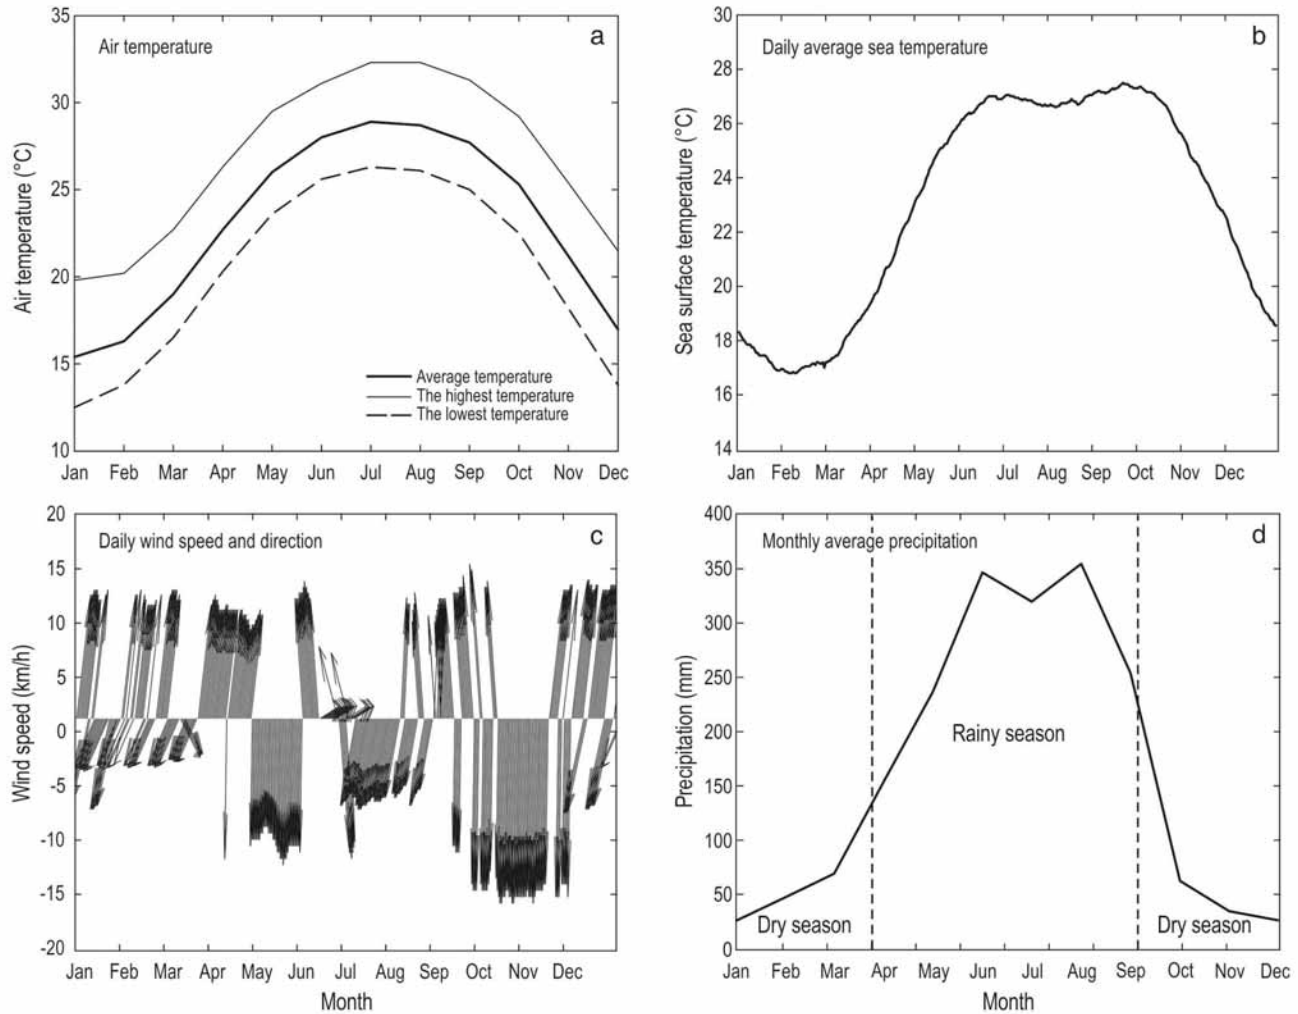 a
Air temperature
35
30
25
20
15
10
Air temperature (°C)
Average temperature
The highest temperature
The lowest temperature
Jan Feb Mar Apr May Jun Jul Aug Sep Oct Nov Dec
b
Daily average sea temperature
30
28
26
24
22
20
18
16
14
Sea surface temperature (°C)
Jan Feb Mar Apr May Jun Jul Aug Sep Oct Nov Dec
c
Daily wind speed and direction
20
15
10
5
0
-5
-10
-15
-20
Wind speed (km/h)
Jan Feb Mar Apr May Jun Jul Aug Sep Oct Nov Dec
Month
d
Monthly average precipitation
400
350
300
250
200
150
100
50
0
Precipitation (mm)
Rainy season
Dry season
Dry season
Jan Feb Mar Apr May Jun Jul Aug Sep Oct Nov Dec
Month